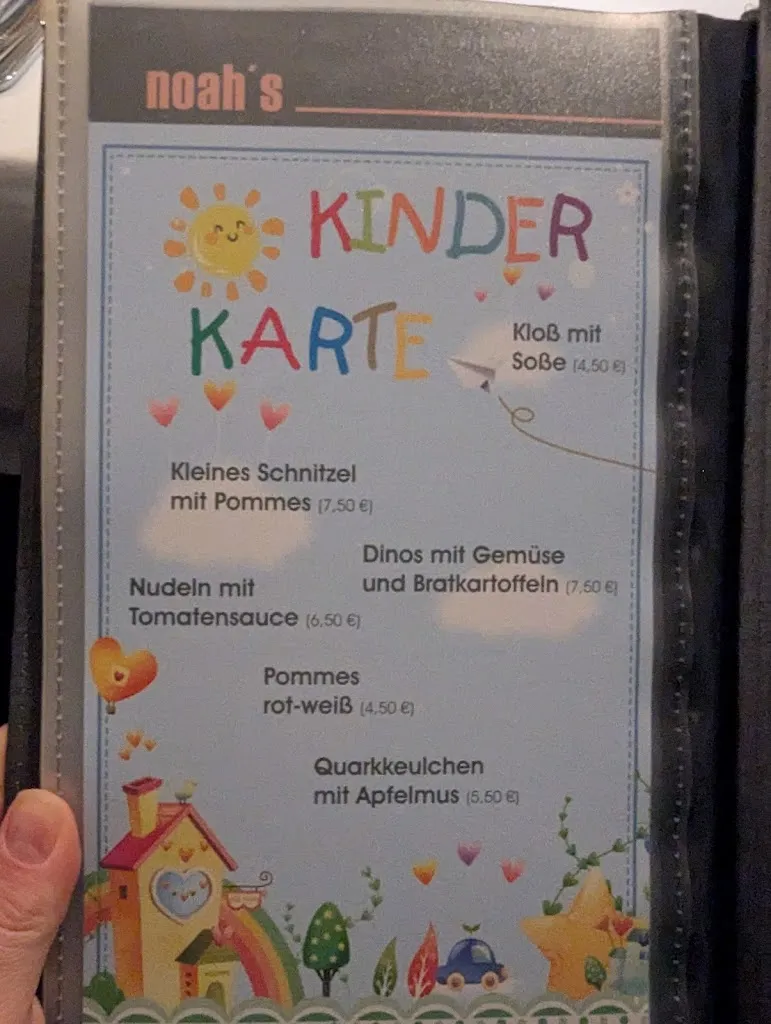 noah's
KINDER
KARTE
Kloß mit
Soße (4,50 €)
Kleines Schnitzel
mit Pommes (7,50 €)
Dinos mit Gemüse
und Bratkartoffeln (7,50 €)
Nudeln mit
Tomatensauce (6,50 €)
Pommes
rot-weiß (4,50 €)
Quarkkeulchen
mit Apfelmus (5,50 €)